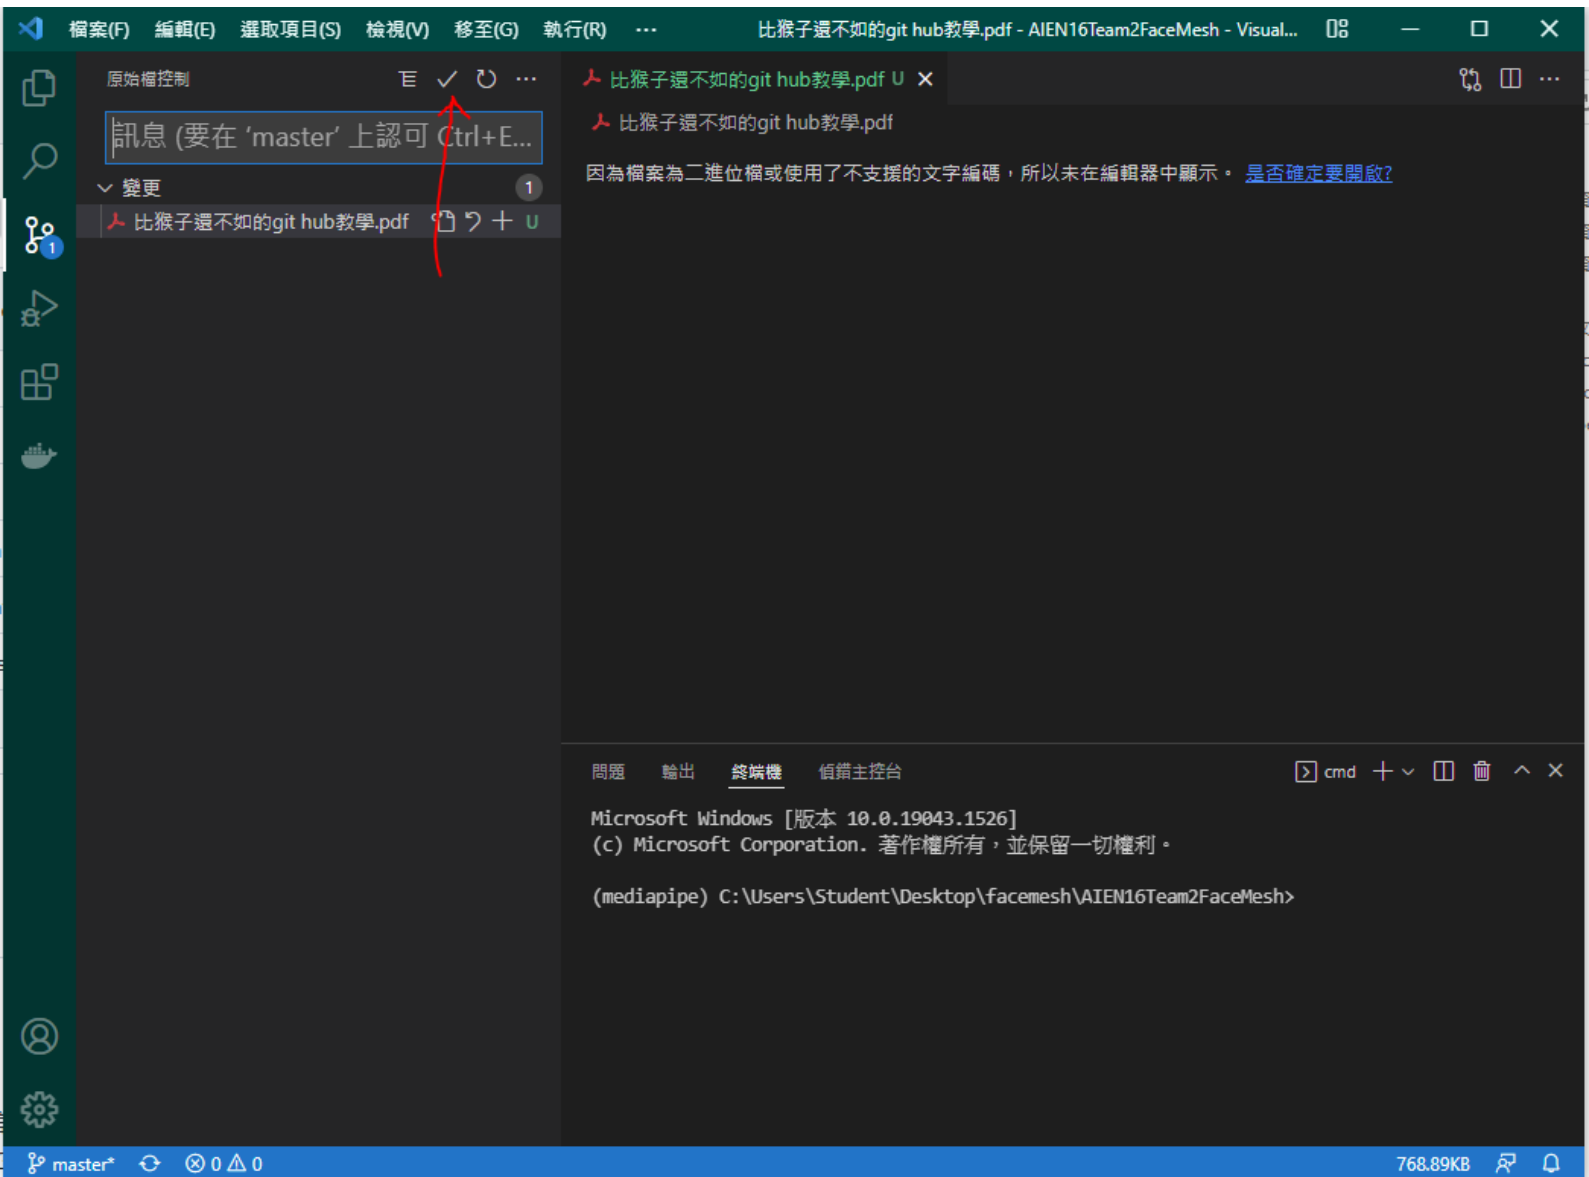 檔案(F) 編輯(E) 選取項目(S) 檢視(V) 移至(G) 執行(R) ··· 比猴子還不如的git hub教學.pdf - AIEN16Team2FaceMesh - Visual...
原始檔控制
比猴子還不如的git hub教學.pdf U
訊息 (要在 ‘master’ 上認可 Ctrl+E...
比猴子還不如的git hub教學.pdf
因為檔案為二進位檔或使用了不支援的文字編碼，所以未在編輯器中顯示。 是否確定要開啟?
變更 1
比猴子還不如的git hub教學.pdf U
1
問題 輸出 終端機 偵錯主控台 cmd
Microsoft Windows [版本 10.0.19043.1526]
(c) Microsoft Corporation. 著作權所有，並保留一切權利。
(mediapipe) C:\Users\Student\Desktop\facemesh\AIEN16Team2FaceMesh>
master* 0 0 768.89KB